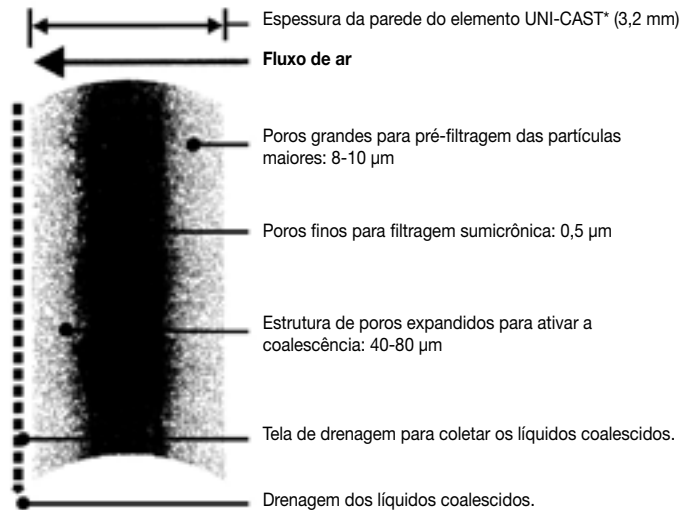 Espessura da parede do elemento UNI-CAST* (3,2 mm)
Fluxo de ar
Poros grandes para pré-filtragem das partículas
maiores: 8-10 µm
Poros finos para filtragem sumicrônica: 0,5 µm
Estrutura de poros expandidos para ativar a
coalescência: 40-80 µm
Tela de drenagem para coletar os líquidos coalescidos.
Drenagem dos líquidos coalescidos.